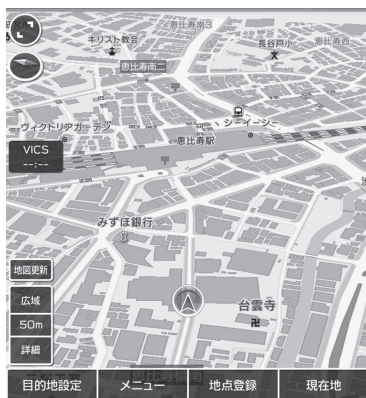 恵比寿南3
キリスト教会
長谷戸小
恵比寿西
恵比寿南二
シーイーシー
ヴィクトリアガーデン
恵比寿駅
VICS
--:--
みずほ銀行
地図更新
広域
50m
台雲寺
詳細
目的地設定
メニュー
地点登録
現在地